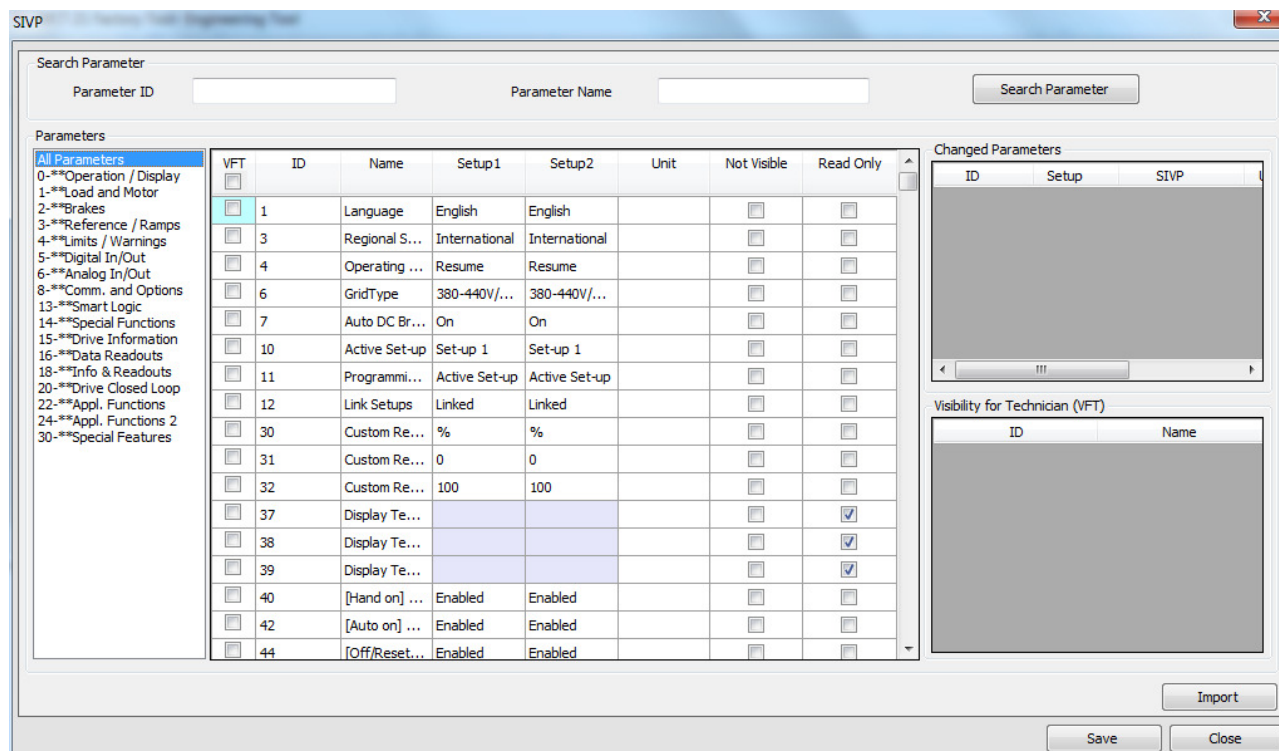 SIVP
Search Parameter
Parameter ID Parameter Name Search Parameter
Parameters
All Parameters
0-**Operation / Display
1-**Load and Motor
2-**Brakes
3-**Reference / Ramps
4-**Limits / Warnings
5-**Digital In/Out
6-**Analog In/Out
8-**Comm. and Options
13-**Smart Logic
14-**Special Functions
15-**Drive Information
16-**Data Readouts
18-**Info & Readouts
20-**Drive Closed Loop
22-**Appl. Functions
24-**Appl. Functions 2
30-**Special Features
VFT ID Name Setup1 Setup2 Unit Not Visible Read Only
1 Language English English
3 Regional S... International International
4 Operating ... Resume Resume
6 GridType 380-440V/... 380-440V/...
7 Auto DC Br... On On
10 Active Set-up Set-up 1 Set-up 1
11 Programmi... Active Set-up Active Set-up
12 Link Setups Linked Linked
30 Custom Re... % %
31 Custom Re... 0 0
32 Custom Re... 100 100
37 Display Te...
38 Display Te...
39 Display Te...
40 [Hand on] ... Enabled Enabled
42 [Auto on] ... Enabled Enabled
44 [Off/Reset... Enabled Enabled
Changed Parameters
ID Setup SIVP
Visibility for Technician (VFT)
ID Name
Import
Save Close